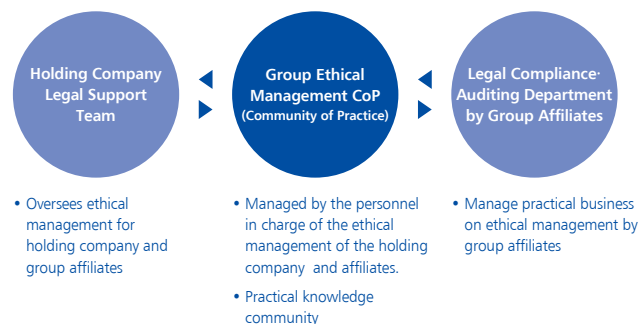 Holding Company
Legal Support
Team
Group Ethical
Management CoP
(Community of Practice)
Legal Compliance·
Auditing Department
by Group Affiliates
• Oversees ethical
management for
holding company and
group affiliates
• Managed by the personnel
in charge of the ethical
management of the holding
company and affiliates.
• Practical knowledge
community
• Manage practical business
on ethical management by
group affiliates